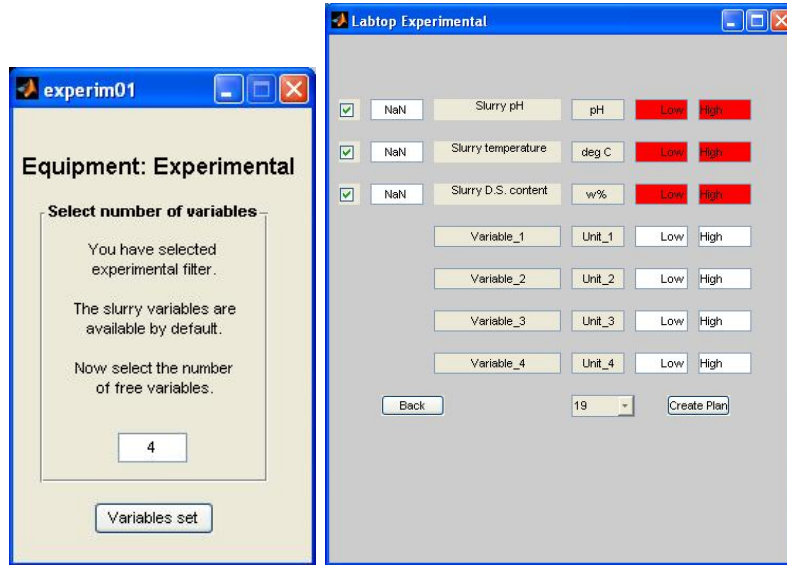 experim01
Equipment: Experimental
Select number of variables
You have selected
experimental filter.
The slurry variables are
available by default.
Now select the number
of free variables.
4
Variables set
Labtop Experimental
NaN Slurry pH pH Low High
NaN Slurry temperature deg C Low High
NaN Slurry D.S. content w% Low High
Variable_1 Unit_1 Low High
Variable_2 Unit_2 Low High
Variable_3 Unit_3 Low High
Variable_4 Unit_4 Low High
Back 19 Create Plan